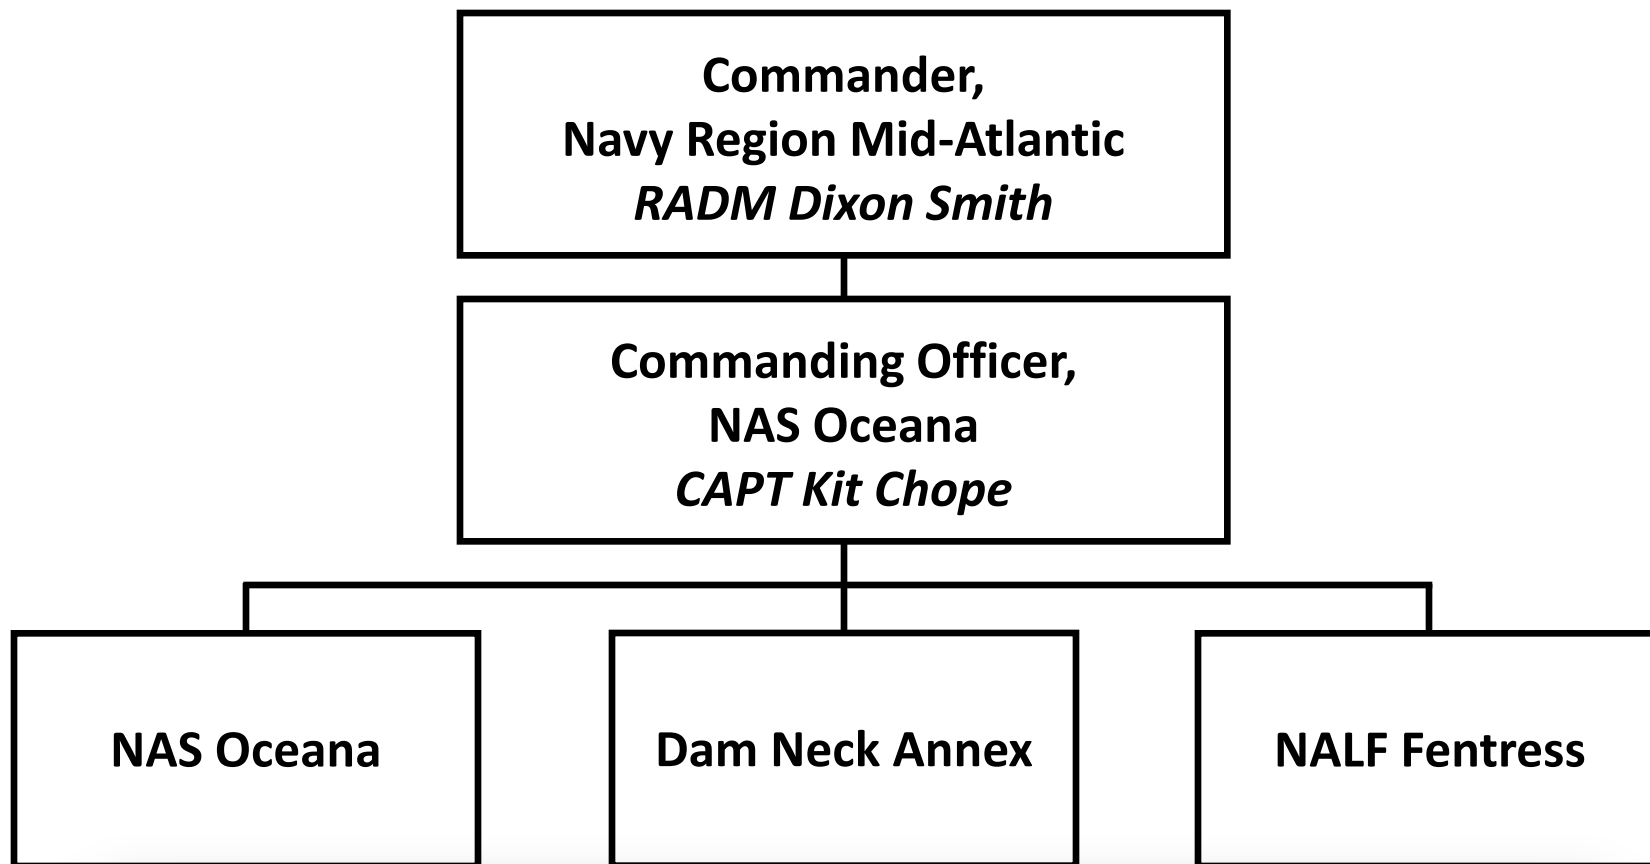 Commander,
Navy Region Mid-Atlantic
RADM Dixon Smith
Commanding Officer,
NAS Oceana
CAPT Kit Chope
NAS Oceana
Dam Neck Annex
NALF Fentress